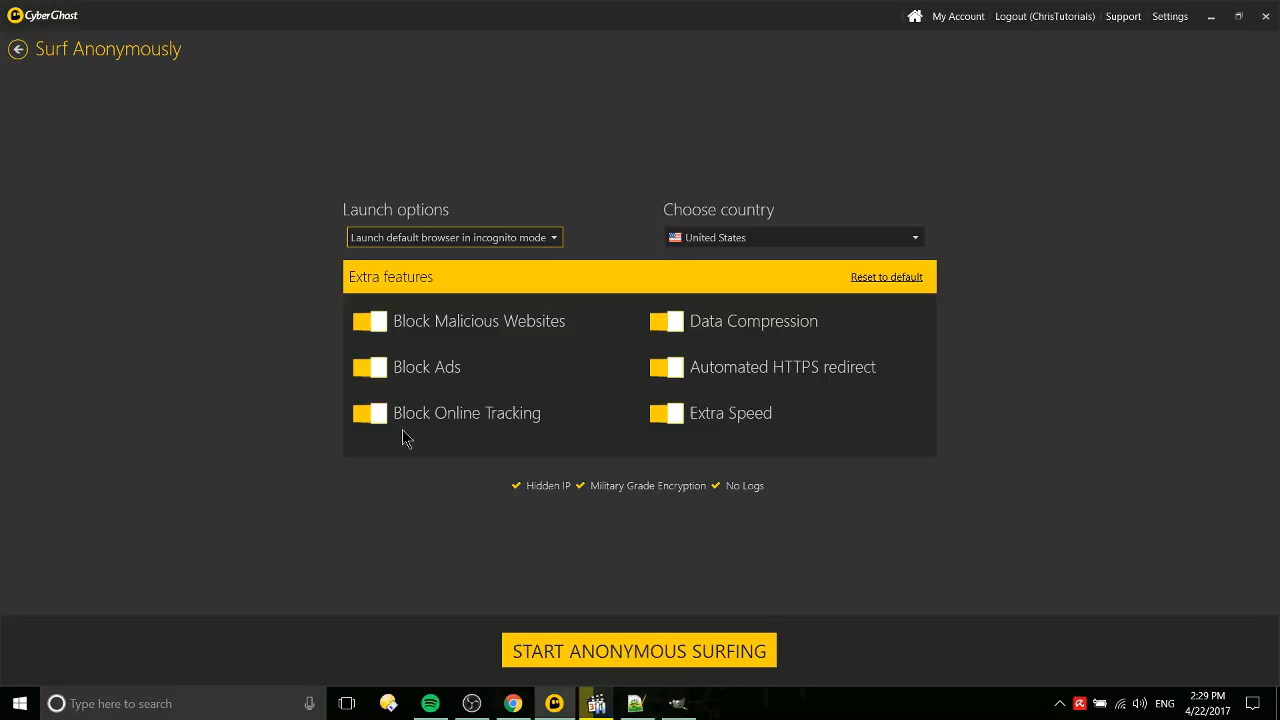 CyberGhost
My Account
Logout (ChrisTutorials)
Support
Settings
Surf Anonymously
Launch options
Choose country
Launch default browser in incognito mode
United States
Extra features
Reset to default
Block Malicious Websites
Data Compression
Block Ads
Automated HTTPS redirect
Block Online Tracking
Extra Speed
Hidden IP
Military Grade Encryption
No Logs
START ANONYMOUS SURFING
Type here to search
ENG
2:29 PM
4/22/2017